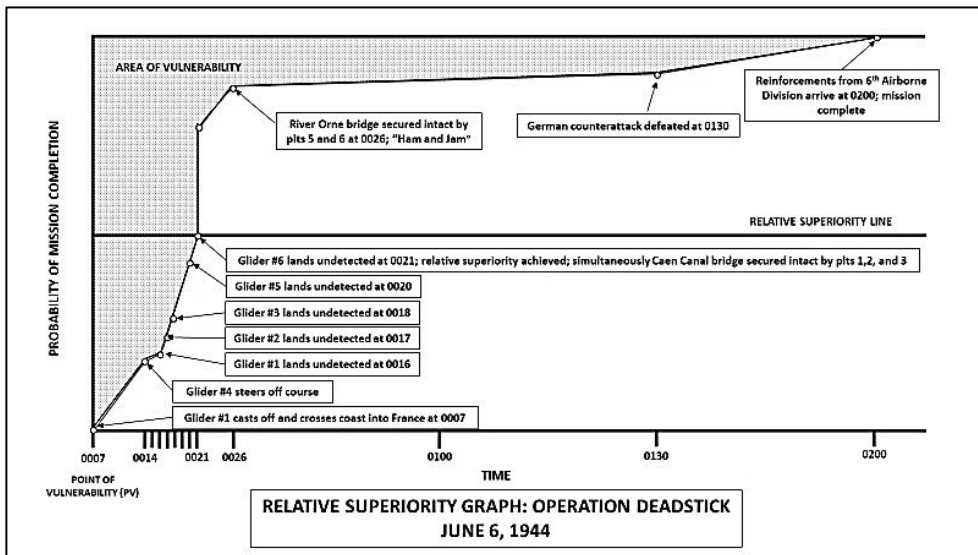 AREA OF VULNERABILITY
Reinforcements from 6th Airborne
Division arrive at 0200; mission
complete
River Orne bridge secured intact by
plts 5 and 6 at 0026; "Ham and Jam"
German counterattack defeated at 0130
PROBABILITY OF MISSION COMPLETION
RELATIVE SUPERIORITY LINE
Glider #6 lands undetected at 0021; relative superiority achieved; simultaneously Caen Canal bridge secured intact by plts 1,2, and 3
Glider #5 lands undetected at 0020
Glider #3 lands undetected at 0018
Glider #2 lands undetected at 0017
Glider #1 lands undetected at 0016
Glider #4 steers off course
Glider #1 casts off and crosses coast into France at 0007
0007 0014 0021 0026 0100 0130 0200
POINT OF
VULNERABILITY (PV)
TIME
RELATIVE SUPERIORITY GRAPH: OPERATION DEADSTICK
JUNE 6, 1944